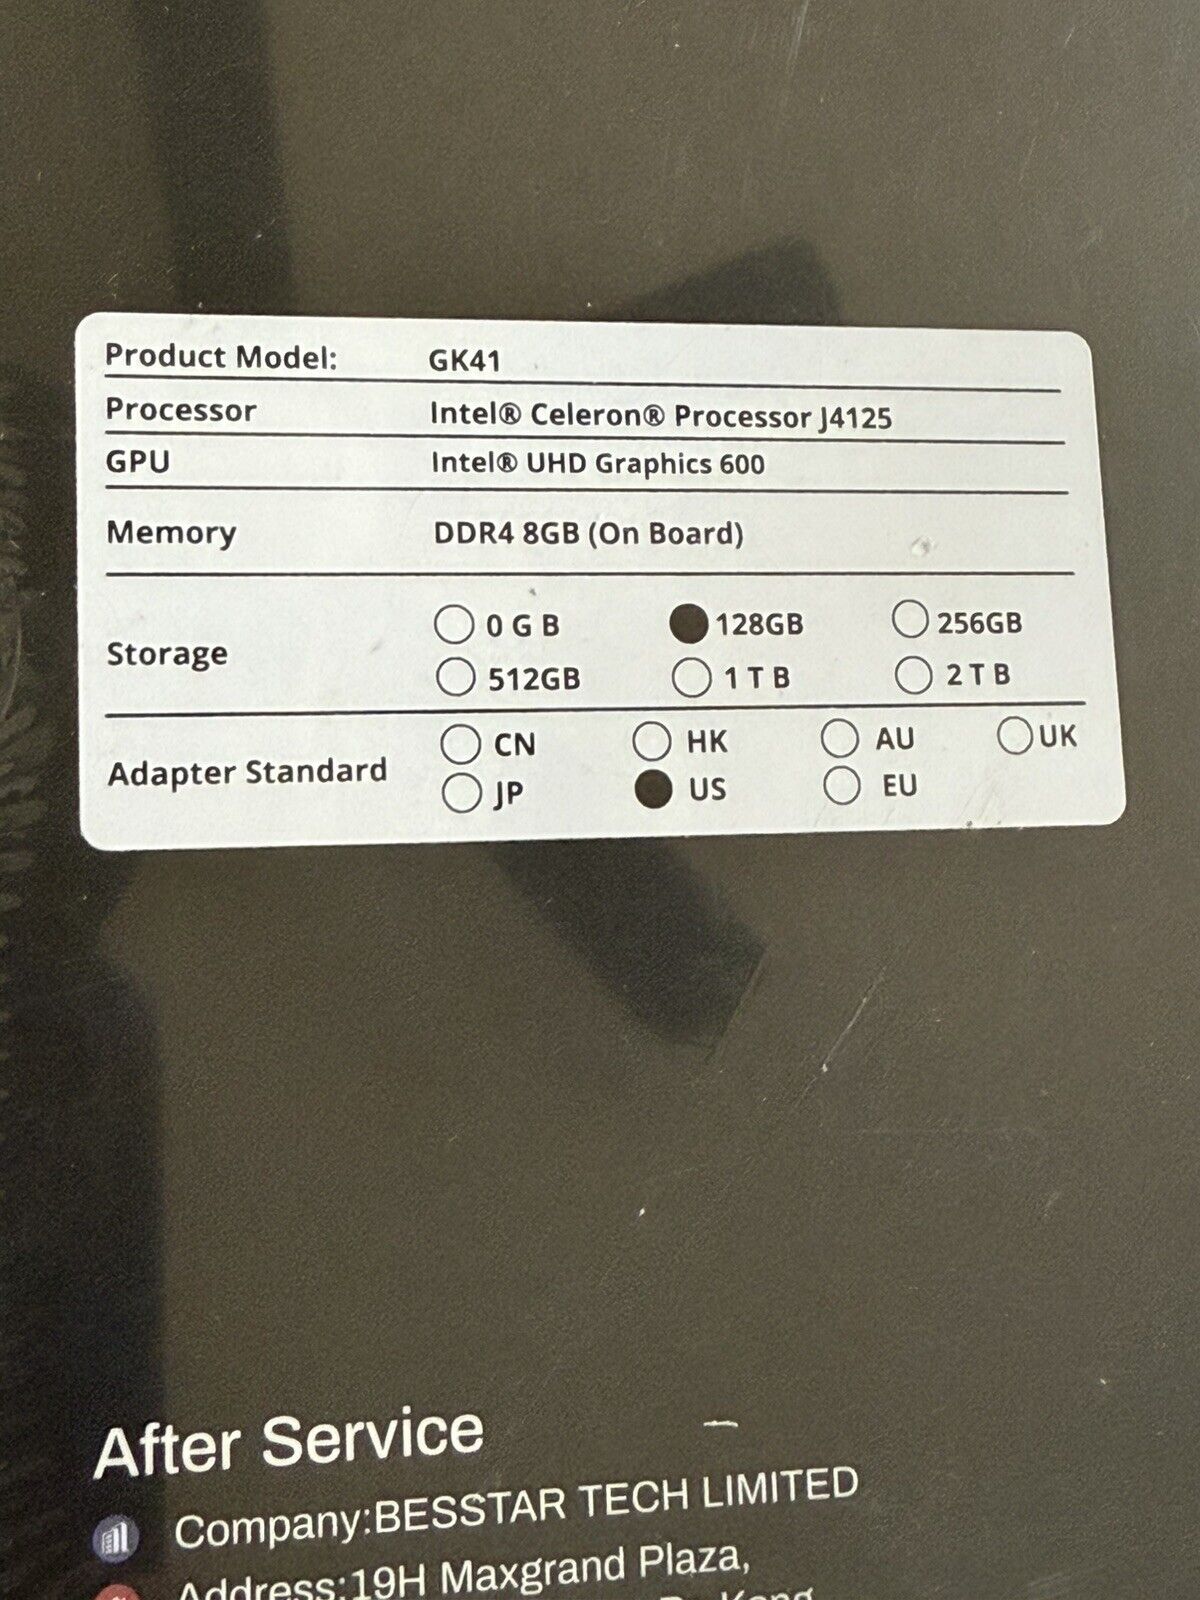 Product Model: GK41
Processor Intel® Celeron® Processor J4125
GPU Intel® UHD Graphics 600
Memory DDR4 8GB (On Board)
Storage
0 G B 128GB 256GB
512GB 1 T B 2 T B
Adapter Standard
CN HK AU UK
JP US EU
After Service
Company:BESSTAR TECH LIMITED
Address:19H Maxgrand Plaza,
Kong